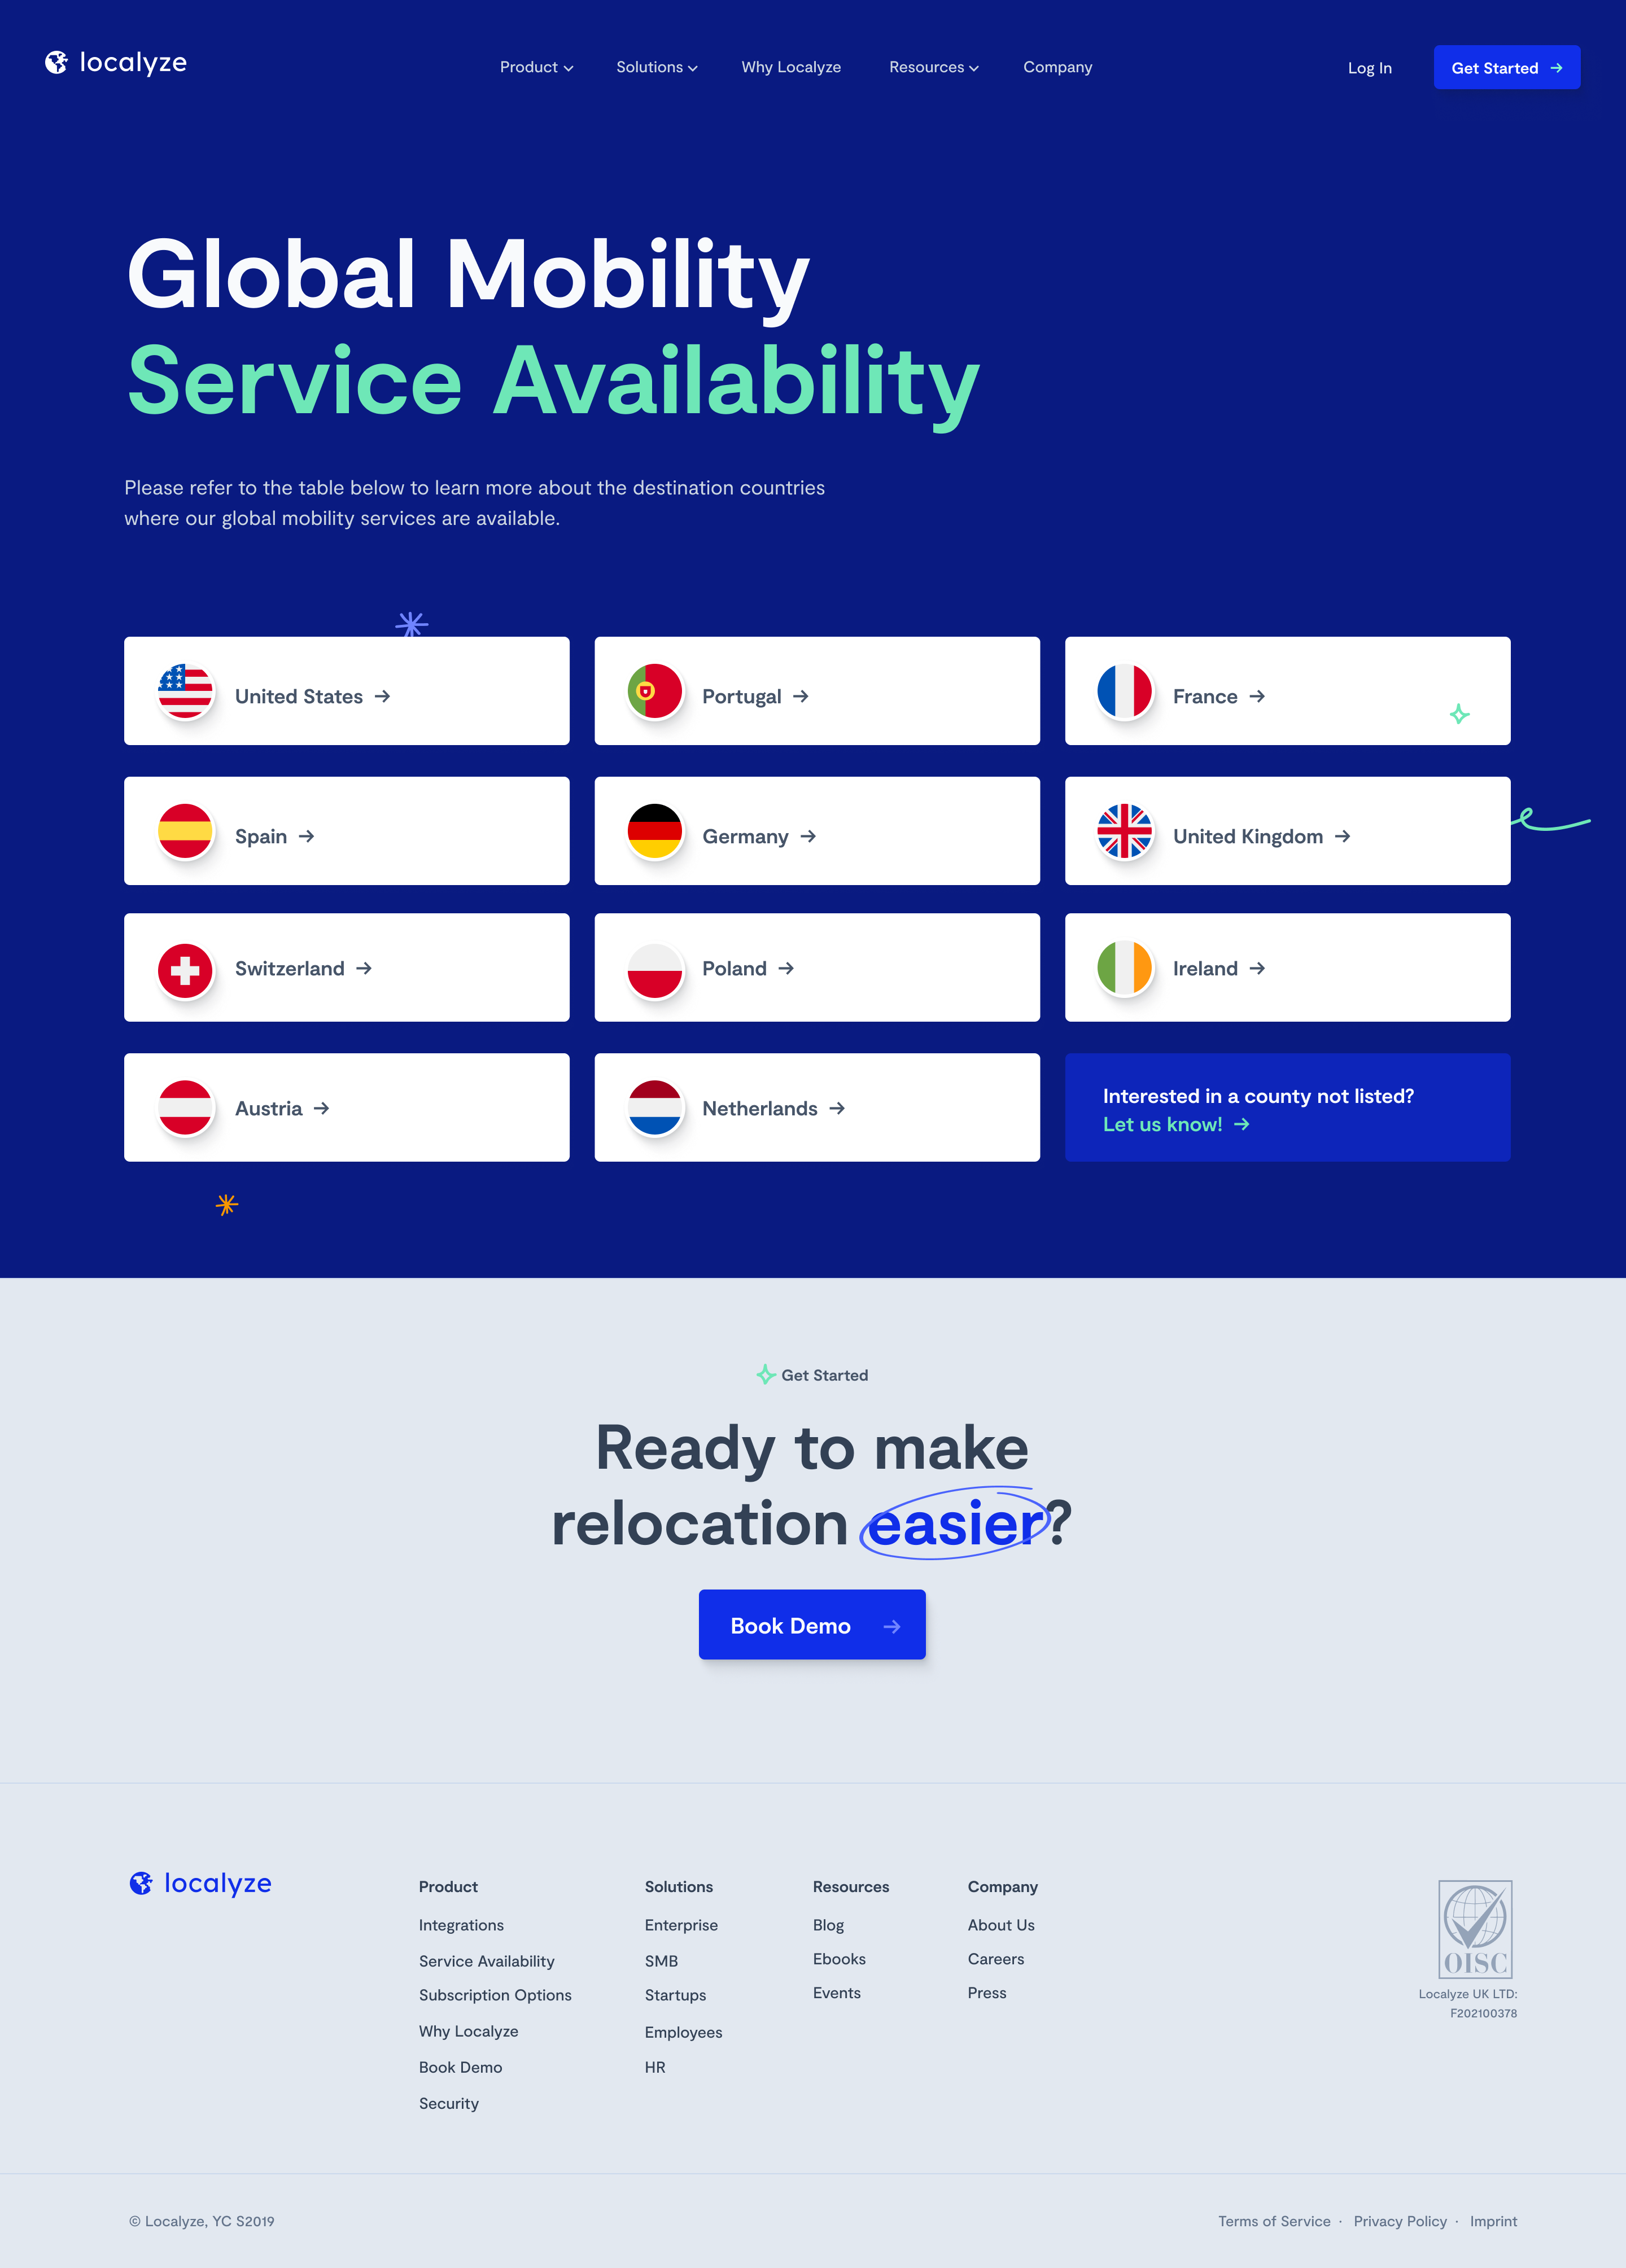 localyze
Product
Solutions
Why Localyze
Resources
Company
Log In
Get Started
Global Mobility
Service Availability
Please refer to the table below to learn more about the destination countries
where our global mobility services are available.
United States
Portugal
France
Spain
Germany
United Kingdom
Switzerland
Poland
Ireland
Austria
Netherlands
Interested in a county not listed?
Let us know!
Get Started
Ready to make
relocation easier?
Book Demo
localyze
Product
Integrations
Service Availability
Subscription Options
Why Localyze
Book Demo
Security
Solutions
Enterprise
SMB
Startups
Employees
HR
Resources
Blog
Ebooks
Events
Company
About Us
Careers
Press
OISC
Localyze UK LTD:
F202100378
© Localyze, YC S2019
Terms of Service · Privacy Policy · Imprint